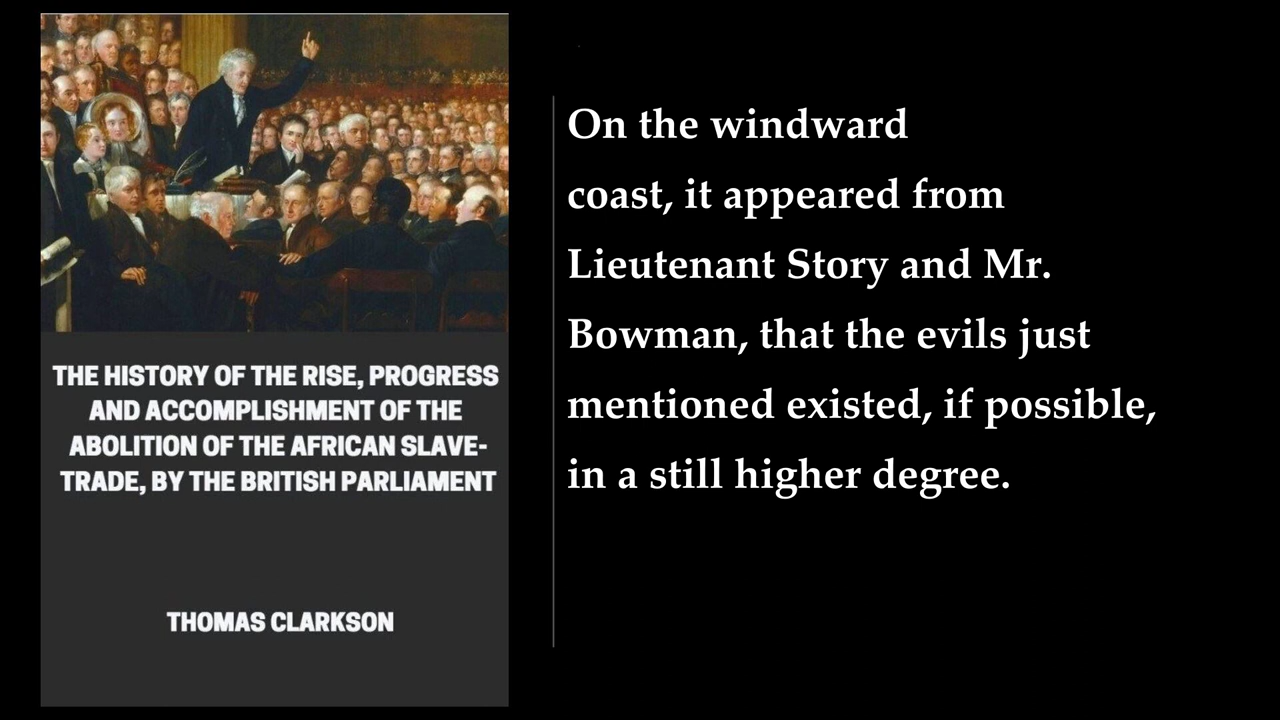 THE HISTORY OF THE RISE, PROGRESS
AND ACCOMPLISHMENT OF THE
ABOLITION OF THE AFRICAN SLAVE-
TRADE, BY THE BRITISH PARLIAMENT
THOMAS CLARKSON
On the windward
coast, it appeared from
Lieutenant Story and Mr.
Bowman, that the evils just
mentioned existed, if possible,
in a still higher degree.